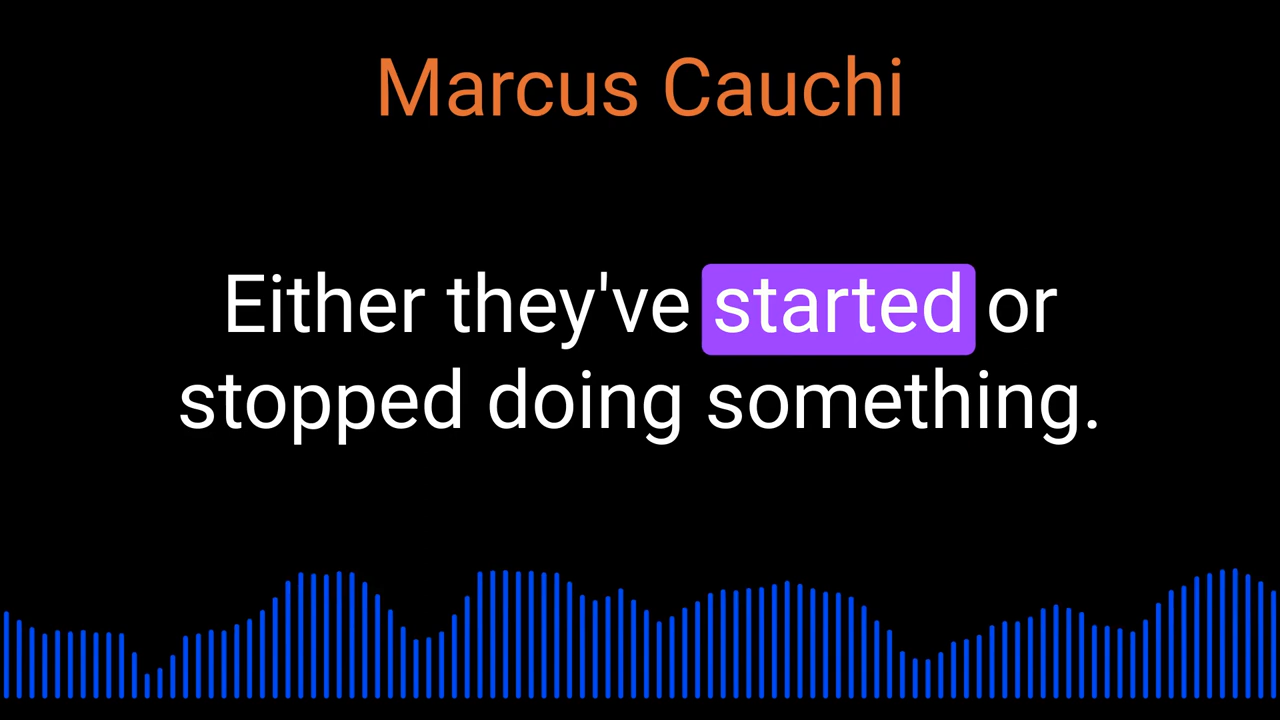 Marcus Cauchi
Either they've started or
stopped doing something.